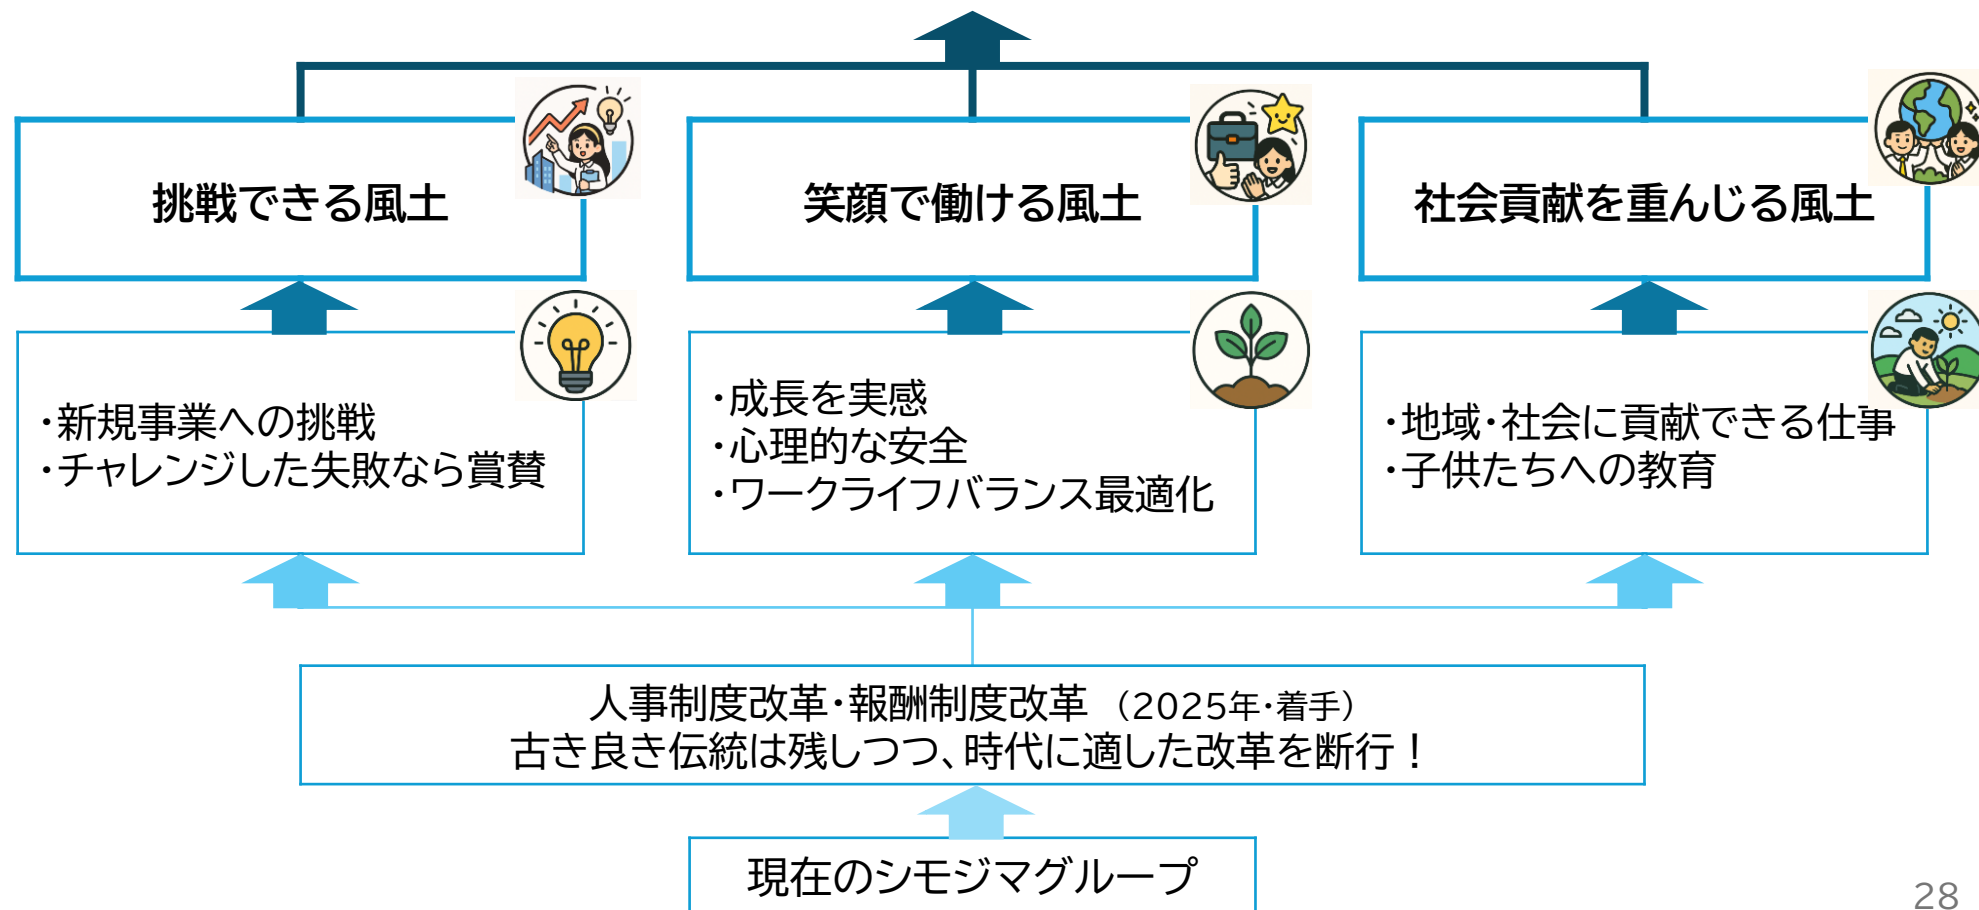 挑戦できる風土
笑顔で働ける風土
社会貢献を重んじる風土
・新規事業への挑戦
・チャレンジした失敗なら賞賛
・成長を実感
・心理的な安全
・ワークライフバランス最適化
・地域・社会に貢献できる仕事
・子供たちへの教育
人事制度改革・報酬制度改革 （2025年・着手）
古き良き伝統は残しつつ、時代に適した改革を断行！
現在のシモジマグループ
28